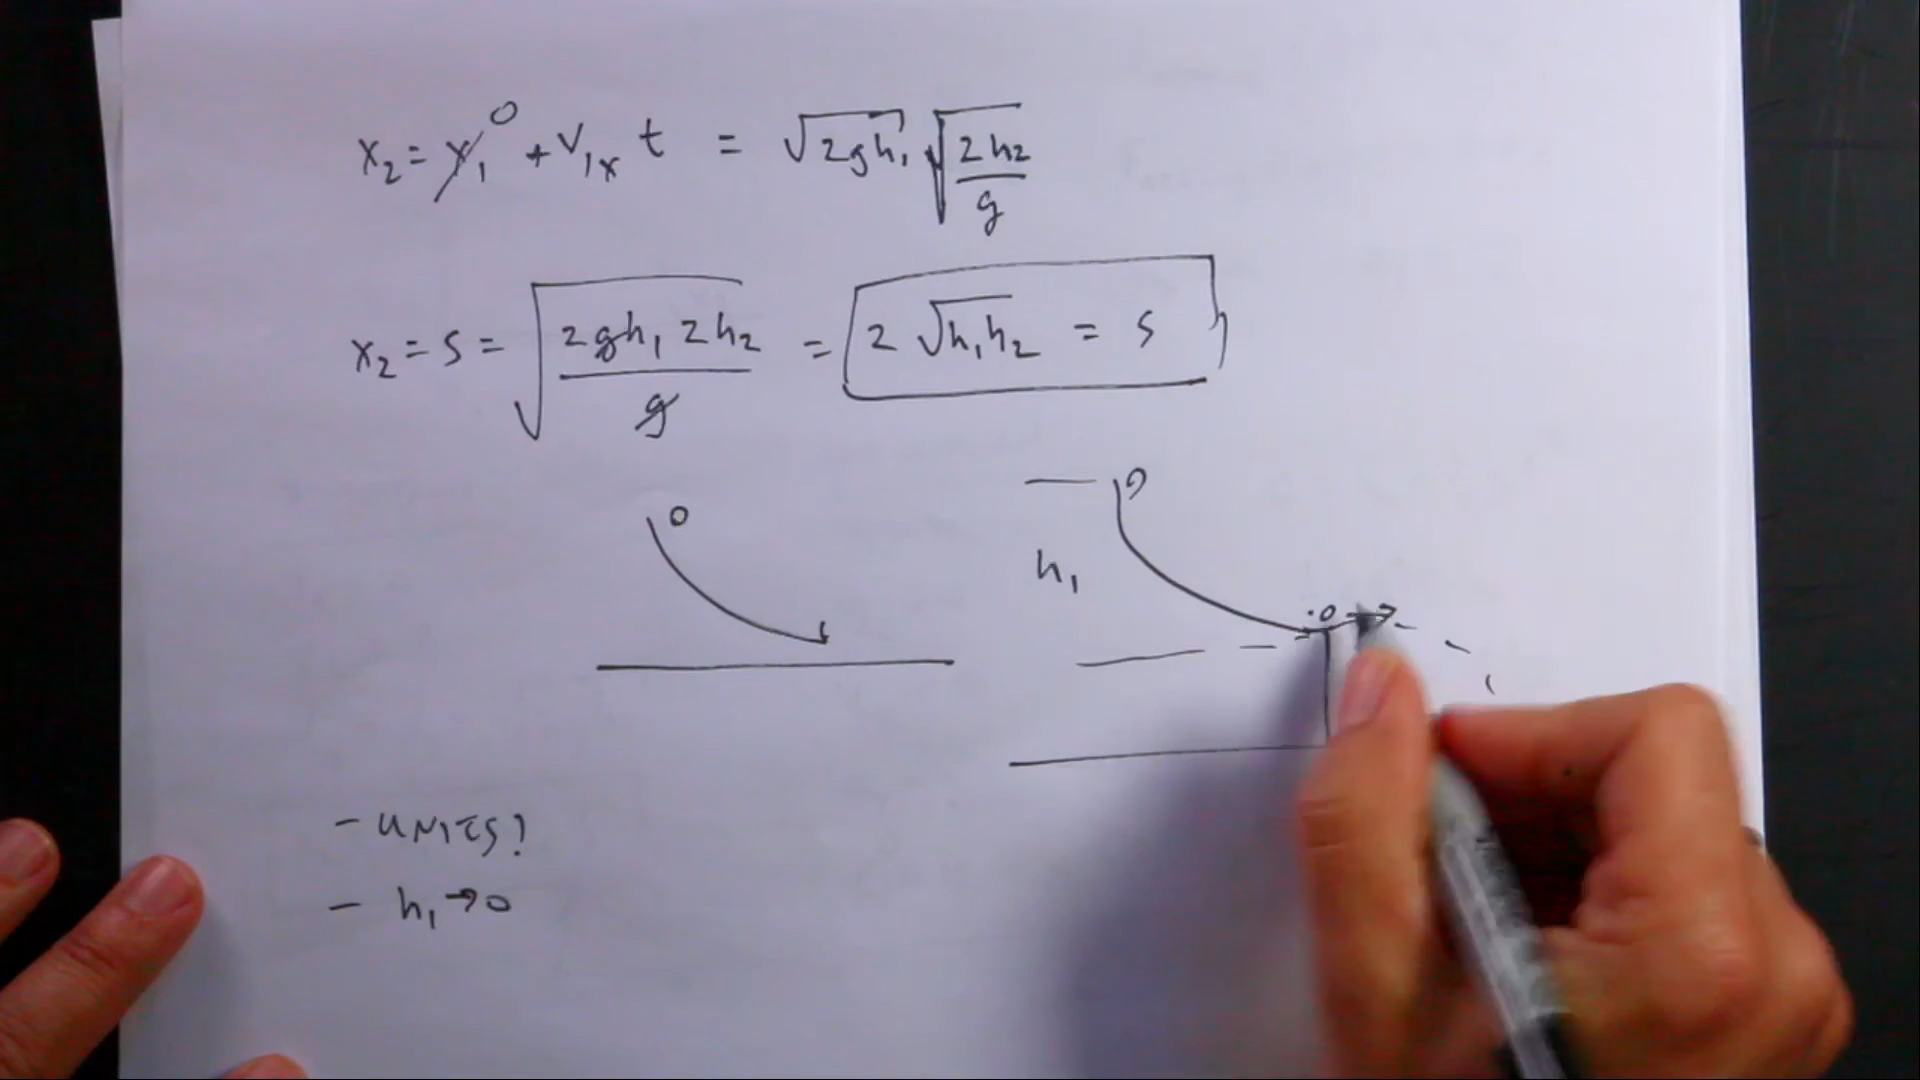 x₂ = x₁⁰ + v₁ₓ t = √2gh₁ √2h₂/g
x₂ = s = √2gh₁ 2h₂/g = 2 √h₁h₂ = s
h₁
- UNITS?
- h₁ → 0